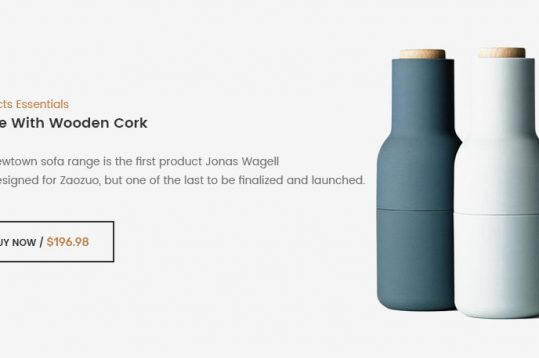 cts Essentials
e With Wooden Cork
ewtown sofa range is the first product Jonas Wagell
esigned for Zaozuo, but one of the last to be finalized and launched.
UY NOW / $196.98